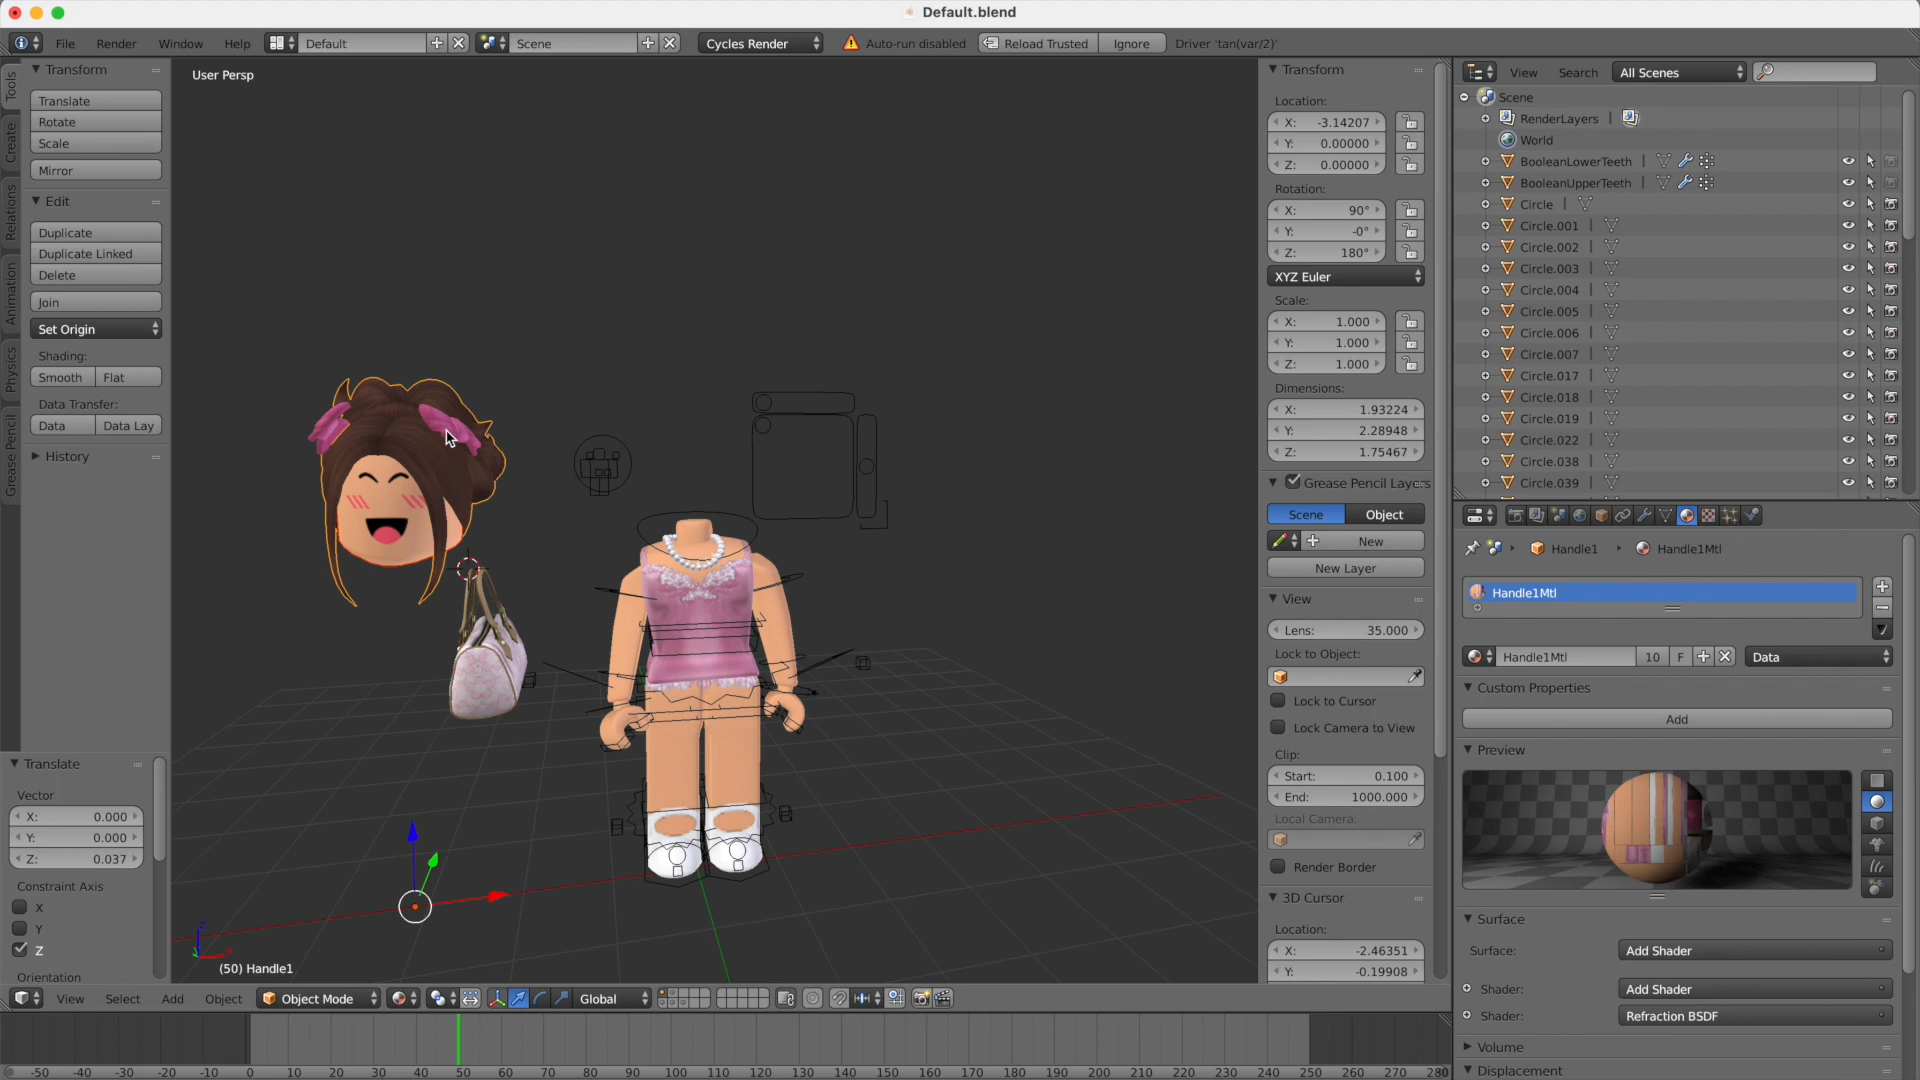 Default.blend
File Render Window Help Default Scene Cycles Render Auto-run disabled Reload Trusted Ignore Driver 'tan(var/2)'
Tools
Create
Relations
Animation
Physics
Grease Pencil
Transform
Translate
Rotate
Scale
Mirror
Edit
Duplicate
Duplicate Linked
Delete
Join
Set Origin
Shading:
Smooth Flat
Data Transfer:
Data Data Lay
History
Translate
Vector
X: 0.000
Y: 0.000
Z: 0.037
Constraint Axis
X
Y
Z
Orientation
User Persp
(50) Handle1
Transform
Location:
X: -3.14207
Y: 0.00000
Z: 0.00000
Rotation:
X: 90°
Y: -0°
Z: 180°
XYZ Euler
Scale:
X: 1.000
Y: 1.000
Z: 1.000
Dimensions:
X: 1.93224
Y: 2.28948
Z: 1.75467
Grease Pencil Layers
Scene Object
New
New Layer
View
Lens: 35.000
Lock to Object:
Lock to Cursor
Lock Camera to View
Clip:
Start: 0.100
End: 1000.000
Local Camera:
Render Border
3D Cursor
Location:
X: -2.46351
Y: -0.19908
View Search All Scenes
Scene
RenderLayers
World
BooleanLowerTeeth
BooleanUpperTeeth
Circle
Circle.001
Circle.002
Circle.003
Circle.004
Circle.005
Circle.006
Circle.007
Circle.017
Circle.018
Circle.019
Circle.022
Circle.038
Circle.039
Handle1 Handle1Mtl
Handle1Mtl
Handle1Mtl 10 F Data
Custom Properties
Add
Preview
Surface
Surface: Add Shader
Shader: Add Shader
Shader: Refraction BSDF
Volume
Displacement
View Select Add Object Object Mode Global
-50 -40 -30 -20 -10 0 10 20 30 40 50 60 70 80 90 100 110 120 130 140 150 160 170 180 190 200 210 220 230 240 250 260 270 280